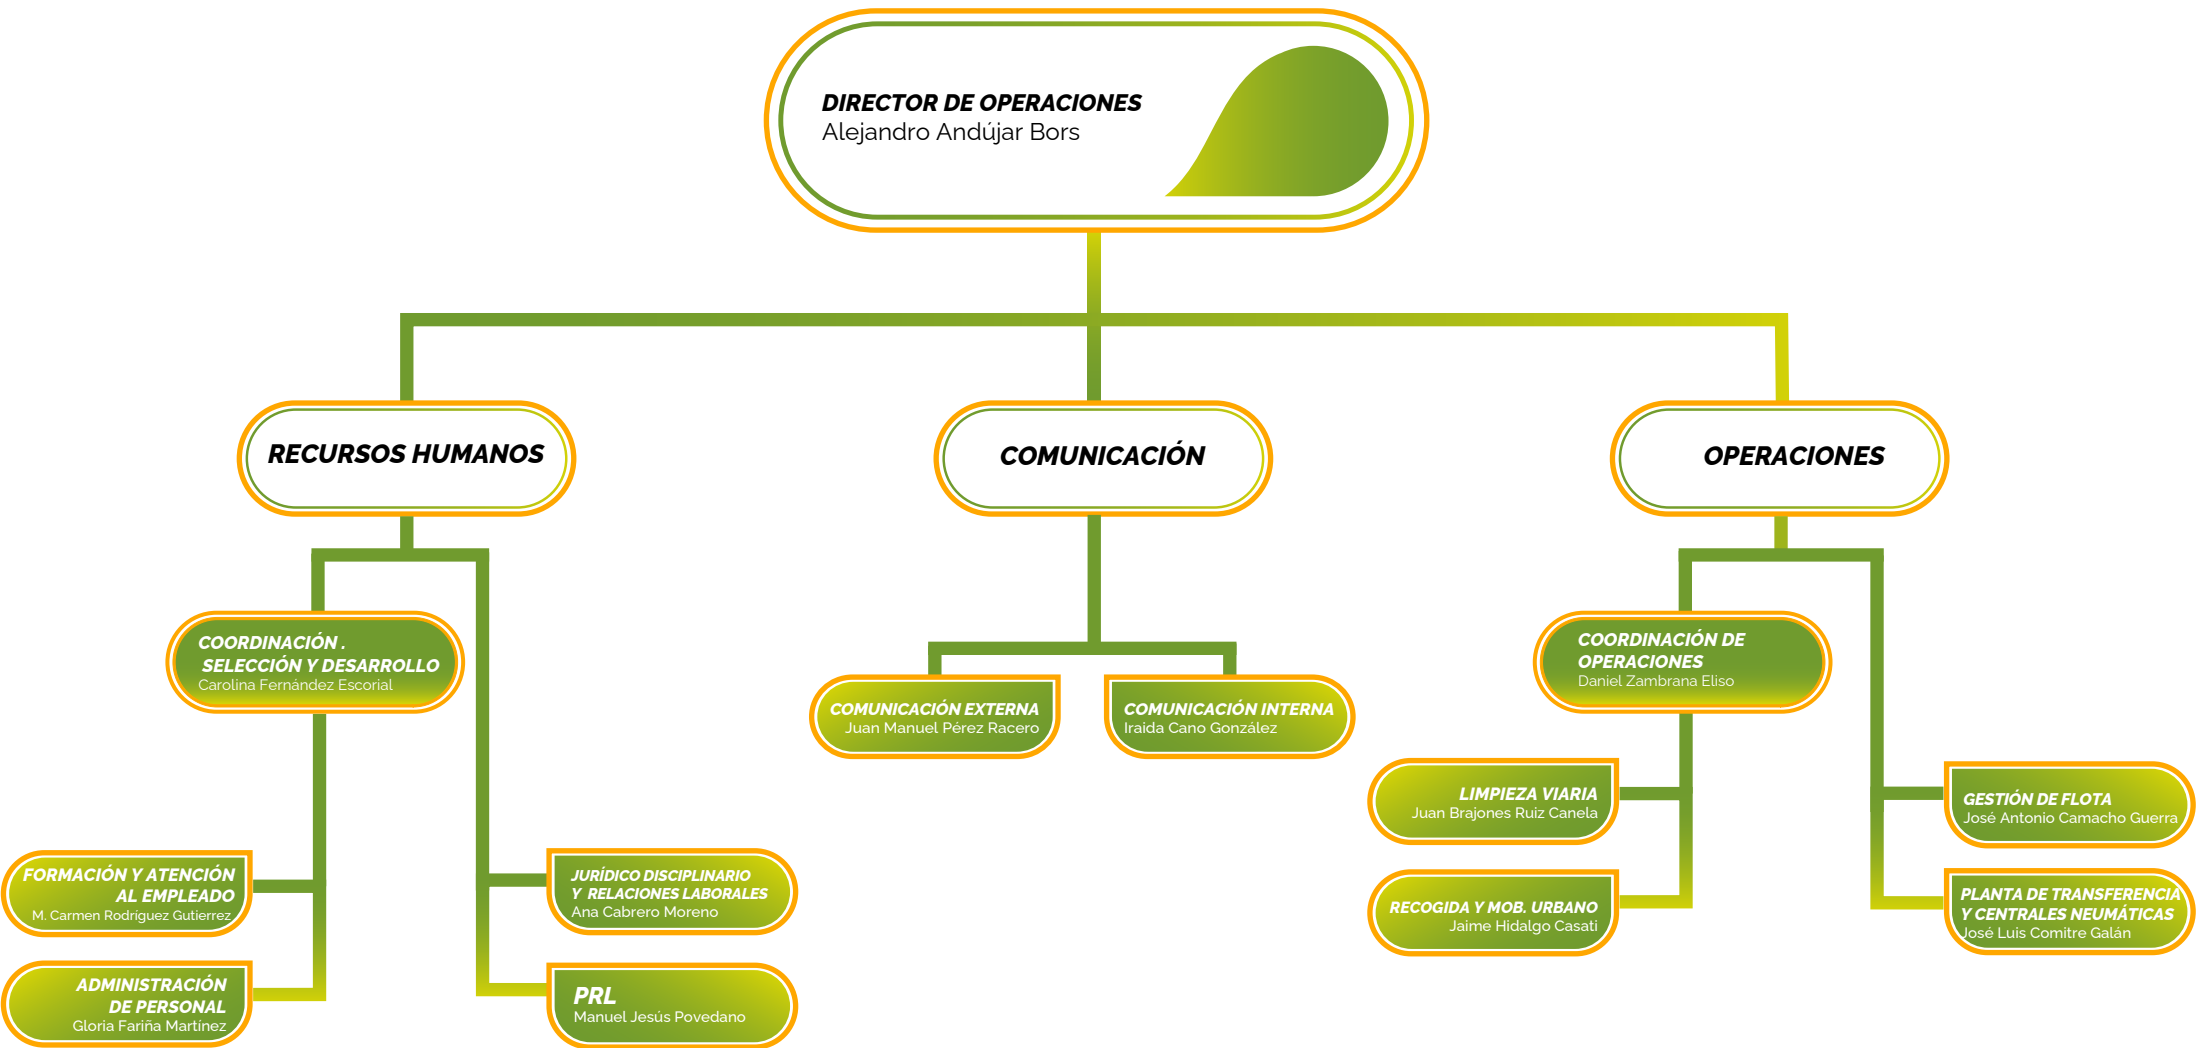 DIRECTOR DE OPERACIONES
Alejandro Andújar Bors
RECURSOS HUMANOS
COMUNICACIÓN
OPERACIONES
COORDINACIÓN .
SELECCIÓN Y DESARROLLO
Carolina Fernández Escorial
COORDINACIÓN DE
OPERACIONES
Daniel Zambrana Eliso
COMUNICACIÓN EXTERNA
Juan Manuel Pérez Racero
COMUNICACIÓN INTERNA
Iraida Cano González
LIMPIEZA VIARIA
Juan Brajones Ruiz Canela
GESTIÓN DE FLOTA
José Antonio Camacho Guerra
FORMACIÓN Y ATENCIÓN
AL EMPLEADO
M. Carmen Rodríguez Gutierrez
JURÍDICO DISCIPLINARIO
Y RELACIONES LABORALES
Ana Cabrero Moreno
RECOGIDA Y MOB. URBANO
Jaime Hidalgo Casati
PLANTA DE TRANSFERENCIA
Y CENTRALES NEUMÁTICAS
José Luis Comitre Galán
ADMINISTRACIÓN
DE PERSONAL
Gloria Fariña Martínez
PRL
Manuel Jesús Povedano